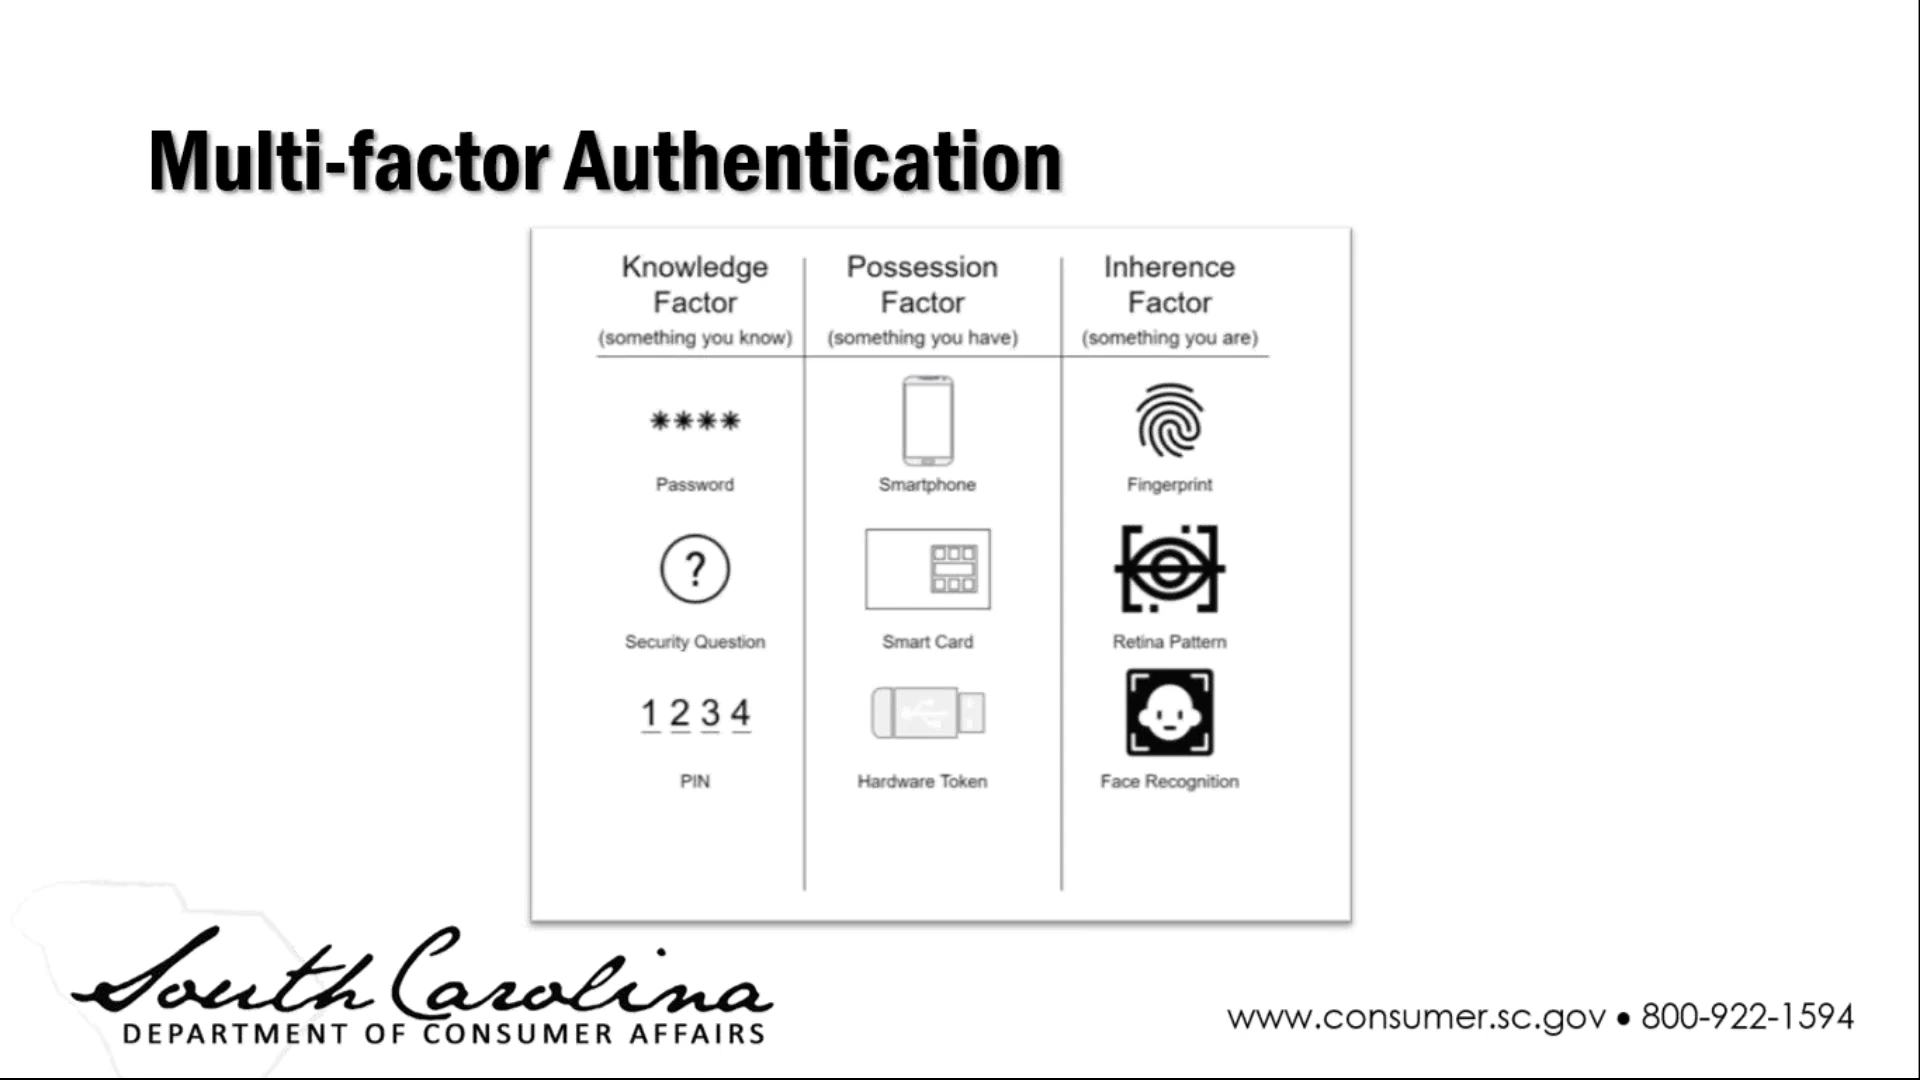 Multi-factor Authentication
Knowledge
Factor
(something you know)
Possession
Factor
(something you have)
Inherence
Factor
(something you are)
****
Password
Smartphone
Fingerprint
?
Security Question
Smart Card
Retina Pattern
1 2 3 4
PIN
Hardware Token
Face Recognition
South Carolina
DEPARTMENT OF CONSUMER AFFAIRS
www.consumer.sc.gov • 800-922-1594